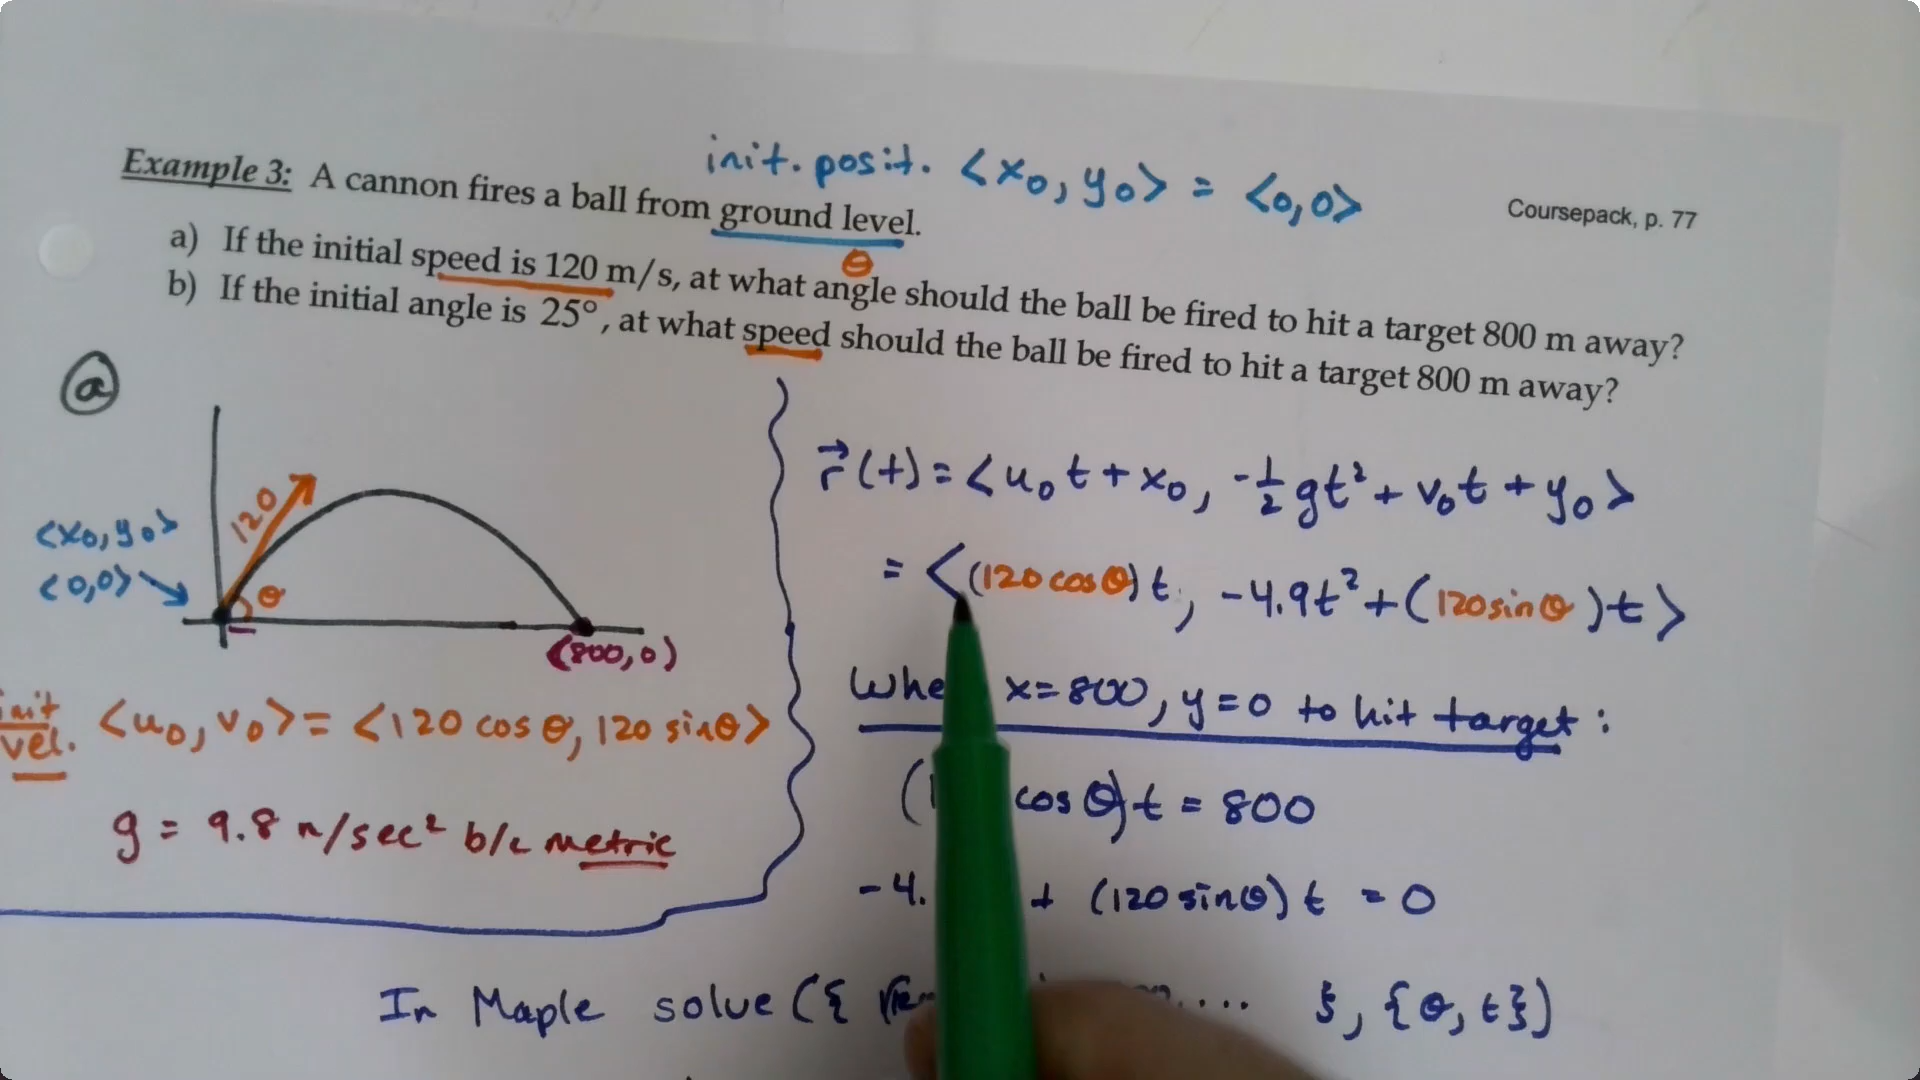 init. posit. <x₀, y₀> = <0,0>
Example 3: A cannon fires a ball from ground level.
Coursepack, p. 77
θ
a) If the initial speed is 120 m/s, at what angle should the ball be fired to hit a target 800 m away?
b) If the initial angle is 25°, at what speed should the ball be fired to hit a target 800 m away?
ⓐ
120
<x₀, y₀>
<0,0>
θ
(800,0)
init vel. <u₀, v₀> = <120 cos θ, 120 sin θ>
g = 9.8 m/sec² b/c metric
r⃗(t) = <u₀t + x₀, -½gt² + v₀t + y₀>
= <(120 cos θ)t, -4.9t² + (120 sin θ)t>
x=800, y=0 to hit target:
cos θ)t = 800
-4. + (120 sin θ)t = 0
In Maple solve({ .... }, {θ, t})